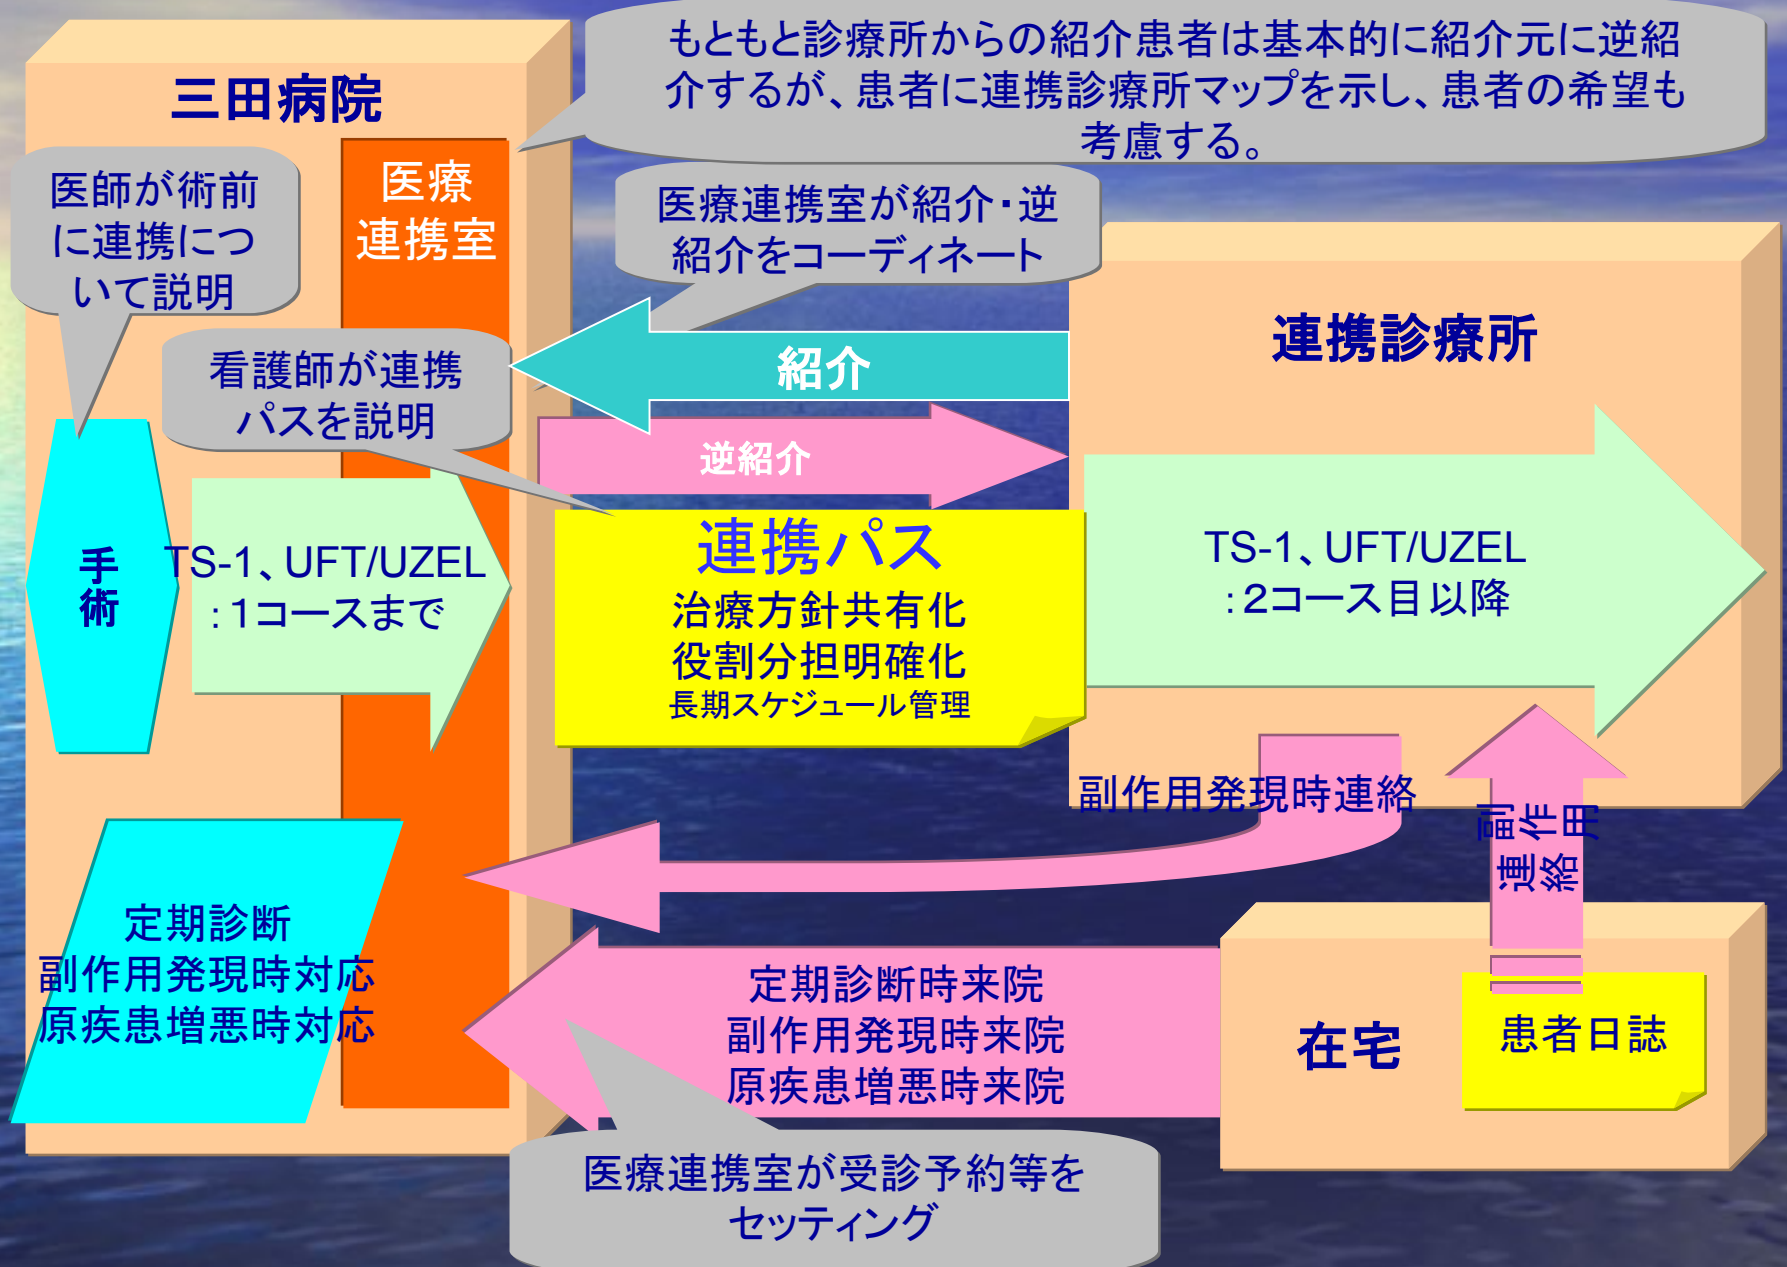 もともと診療所からの紹介患者は基本的に紹介元に逆紹
介するが、患者に連携診療所マップを示し、患者の希望も
考慮する。
三田病院
医療
連携室
医師が術前
に連携につ
いて説明
医療連携室が紹介・逆
紹介をコーディネート
連携診療所
看護師が連携
パスを説明
紹介
逆紹介
手
術
TS-1、UFT/UZEL
:1コースまで
連携パス
治療方針共有化
役割分担明確化
長期スケジュール管理
TS-1、UFT/UZEL
:2コース目以降
副作用発現時連絡
副作用
連絡
定期診断
副作用発現時対応
原疾患増悪時対応
定期診断時来院
副作用発現時来院
原疾患増悪時来院
在宅
患者日誌
医療連携室が受診予約等を
セッティング